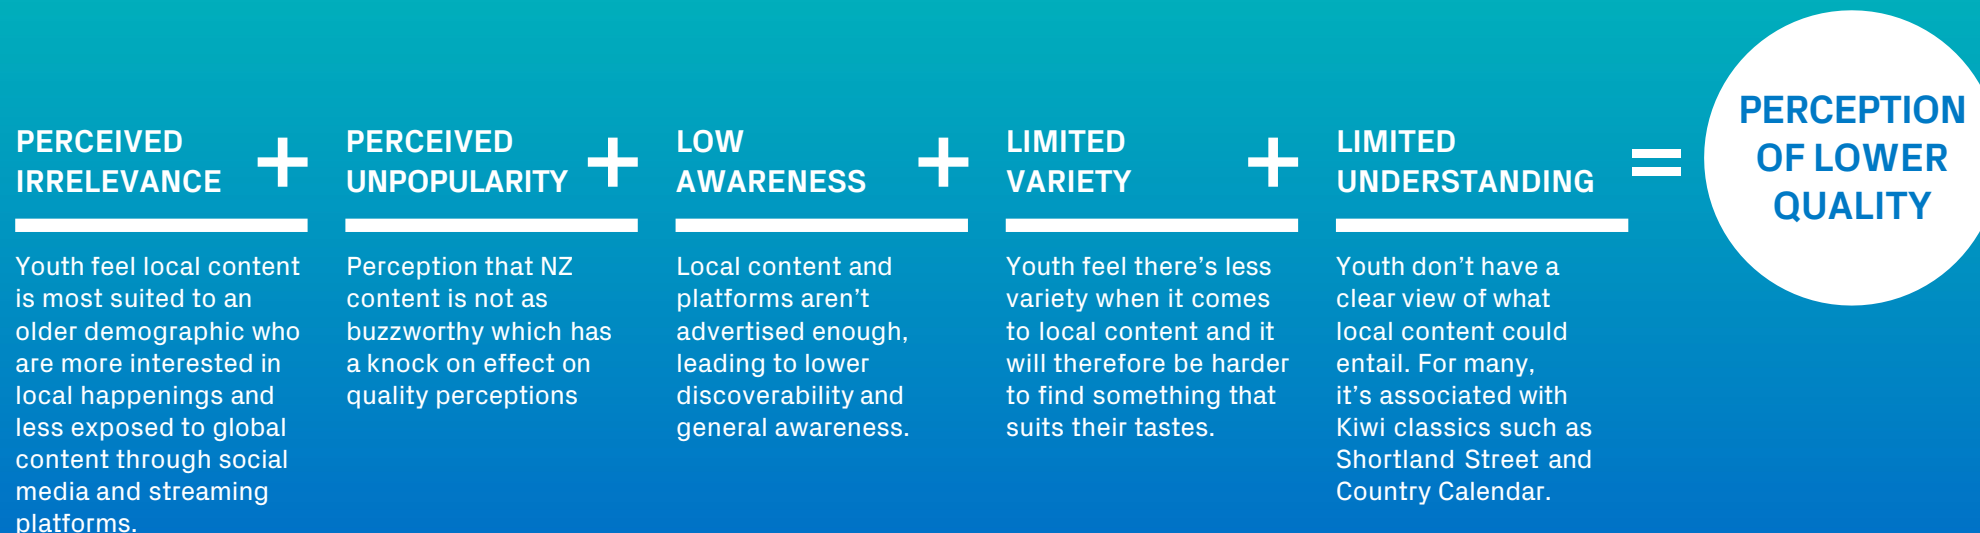 PERCEIVED
IRRELEVANCE
+
Youth feel local content
is most suited to an
older demographic who
are more interested in
local happenings and
less exposed to global
content through social
media and streaming
platforms.
PERCEIVED
UNPOPULARITY
+
Perception that NZ
content is not as
buzzworthy which has
a knock on effect on
quality perceptions
LOW
AWARENESS
+
Local content and
platforms aren’t
advertised enough,
leading to lower
discoverability and
general awareness.
LIMITED
VARIETY
+
Youth feel there’s less
variety when it comes
to local content and it
will therefore be harder
to find something that
suits their tastes.
LIMITED
UNDERSTANDING
=
Youth don’t have a
clear view of what
local content could
entail. For many,
it’s associated with
Kiwi classics such as
Shortland Street and
Country Calendar.
PERCEPTION
OF LOWER
QUALITY